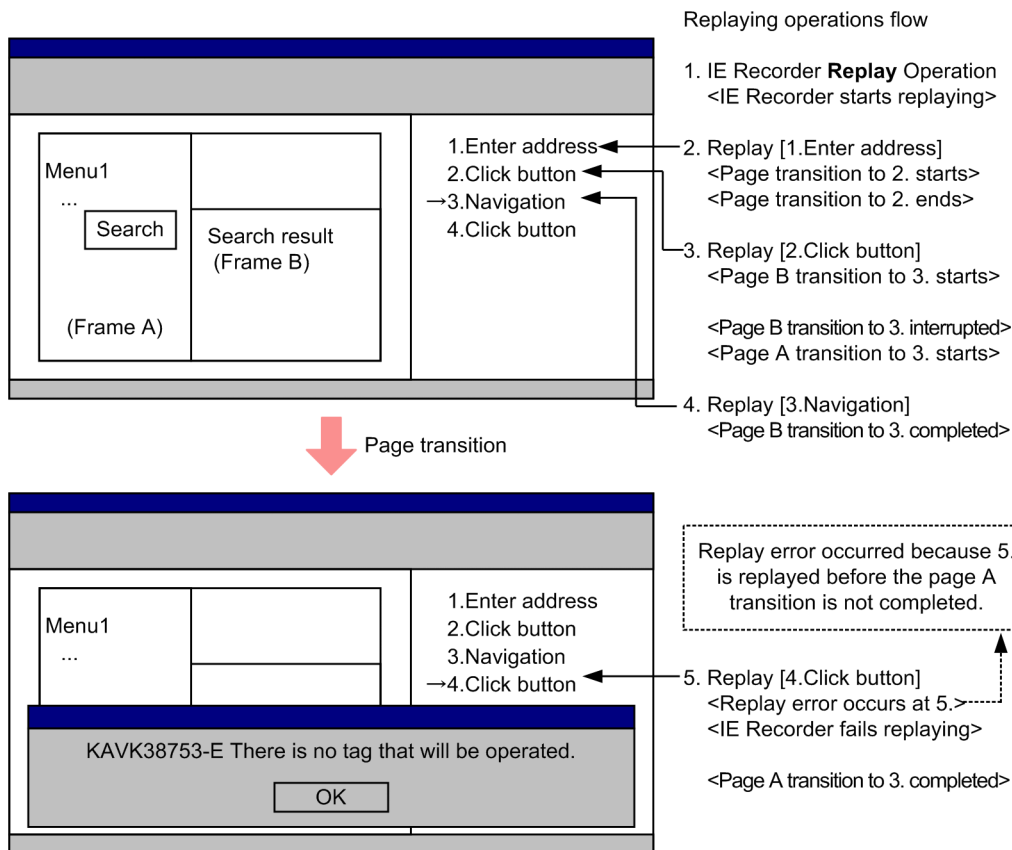 Replaying operations flow
1. IE Recorder Replay Operation
<IE Recorder starts replaying>
Menu1
...
Search
(Frame A)
Search result
(Frame B)
1.Enter address
2.Click button
→3.Navigation
4.Click button
2. Replay [1.Enter address]
<Page transition to 2. starts>
<Page transition to 2. ends>
3. Replay [2.Click button]
<Page B transition to 3. starts>
<Page B transition to 3. interrupted>
<Page A transition to 3. starts>
4. Replay [3.Navigation]
<Page B transition to 3. completed>
Page transition
Menu1
...
1.Enter address
2.Click button
3.Navigation
→4.Click button
KAVK38753-E There is no tag that will be operated.
OK
Replay error occurred because 5.
is replayed before the page A
transition is not completed.
5. Replay [4.Click button]
<Replay error occurs at 5.>
<IE Recorder fails replaying>
<Page A transition to 3. completed>